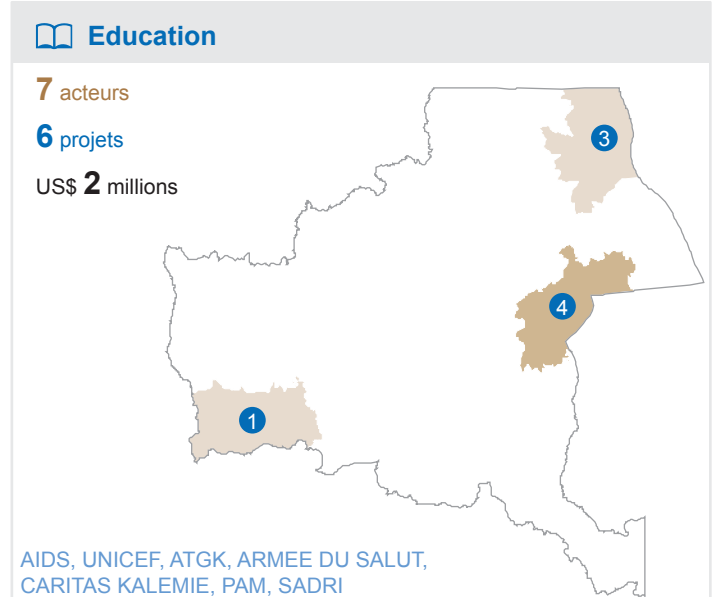 Education
7 acteurs
6 projets
US$ 2 millions
3
4
1
AIDS, UNICEF, ATGK, ARMEE DU SALUT,
CARITAS KALEMIE, PAM, SADRI